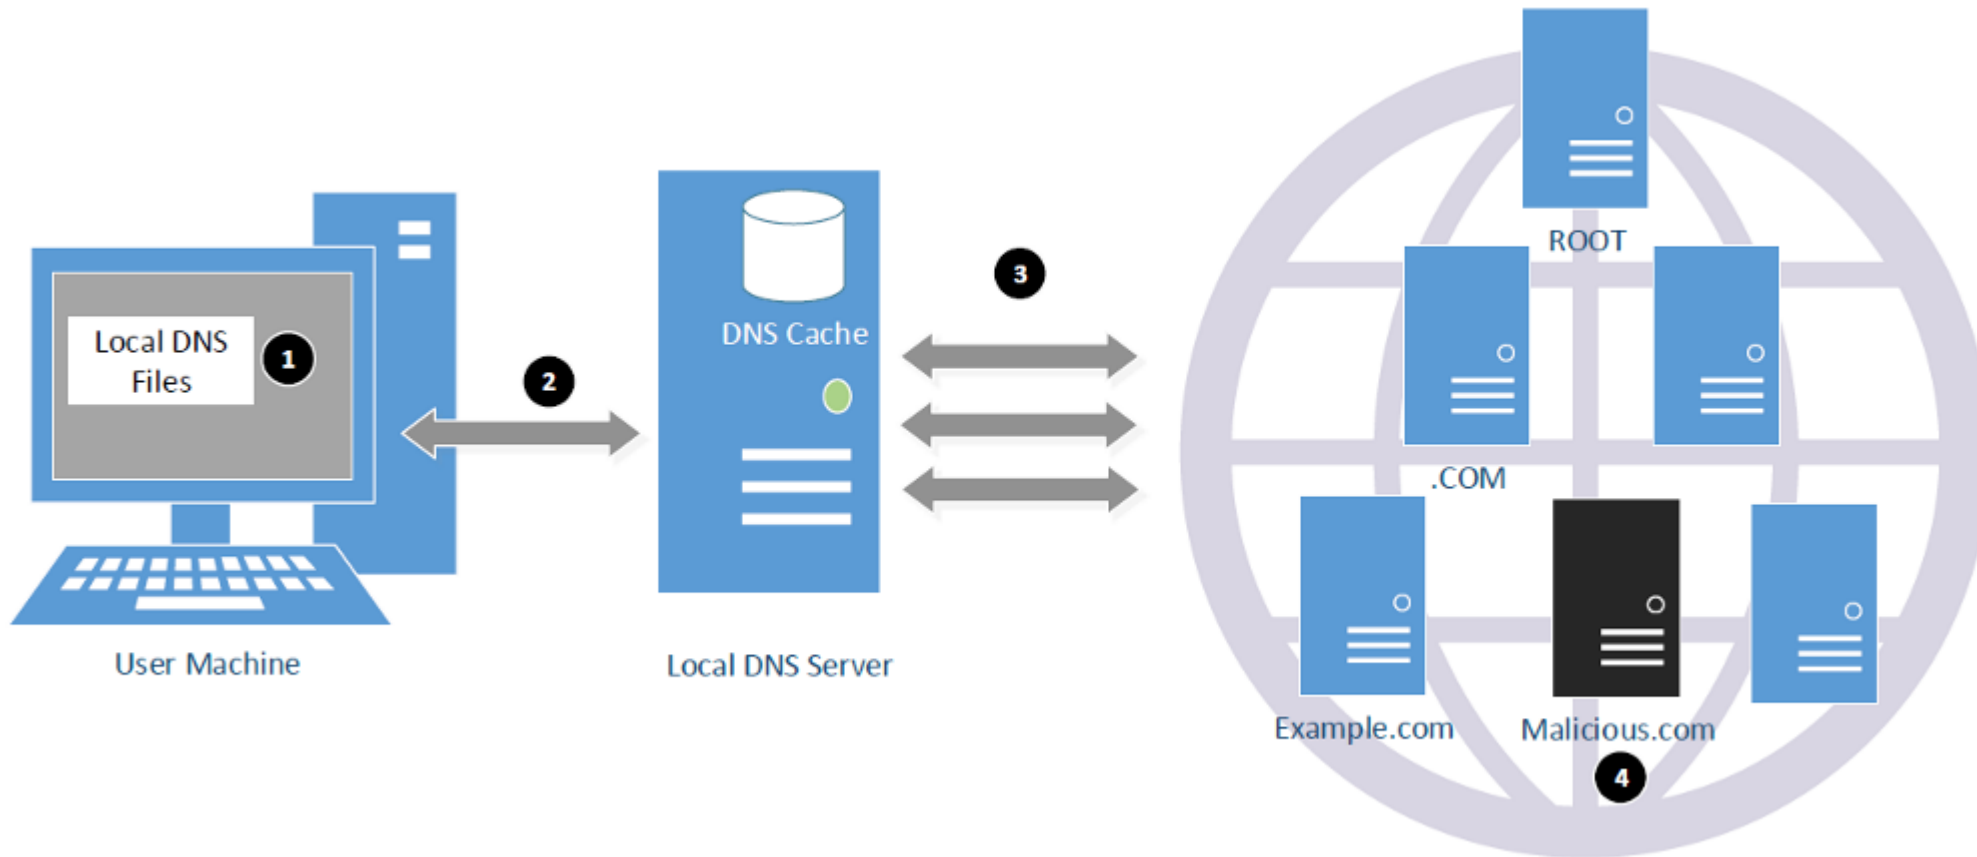 Local DNS
Files
1
User Machine
2
DNS Cache
Local DNS Server
3
ROOT
.COM
Example.com
Malicious.com
4